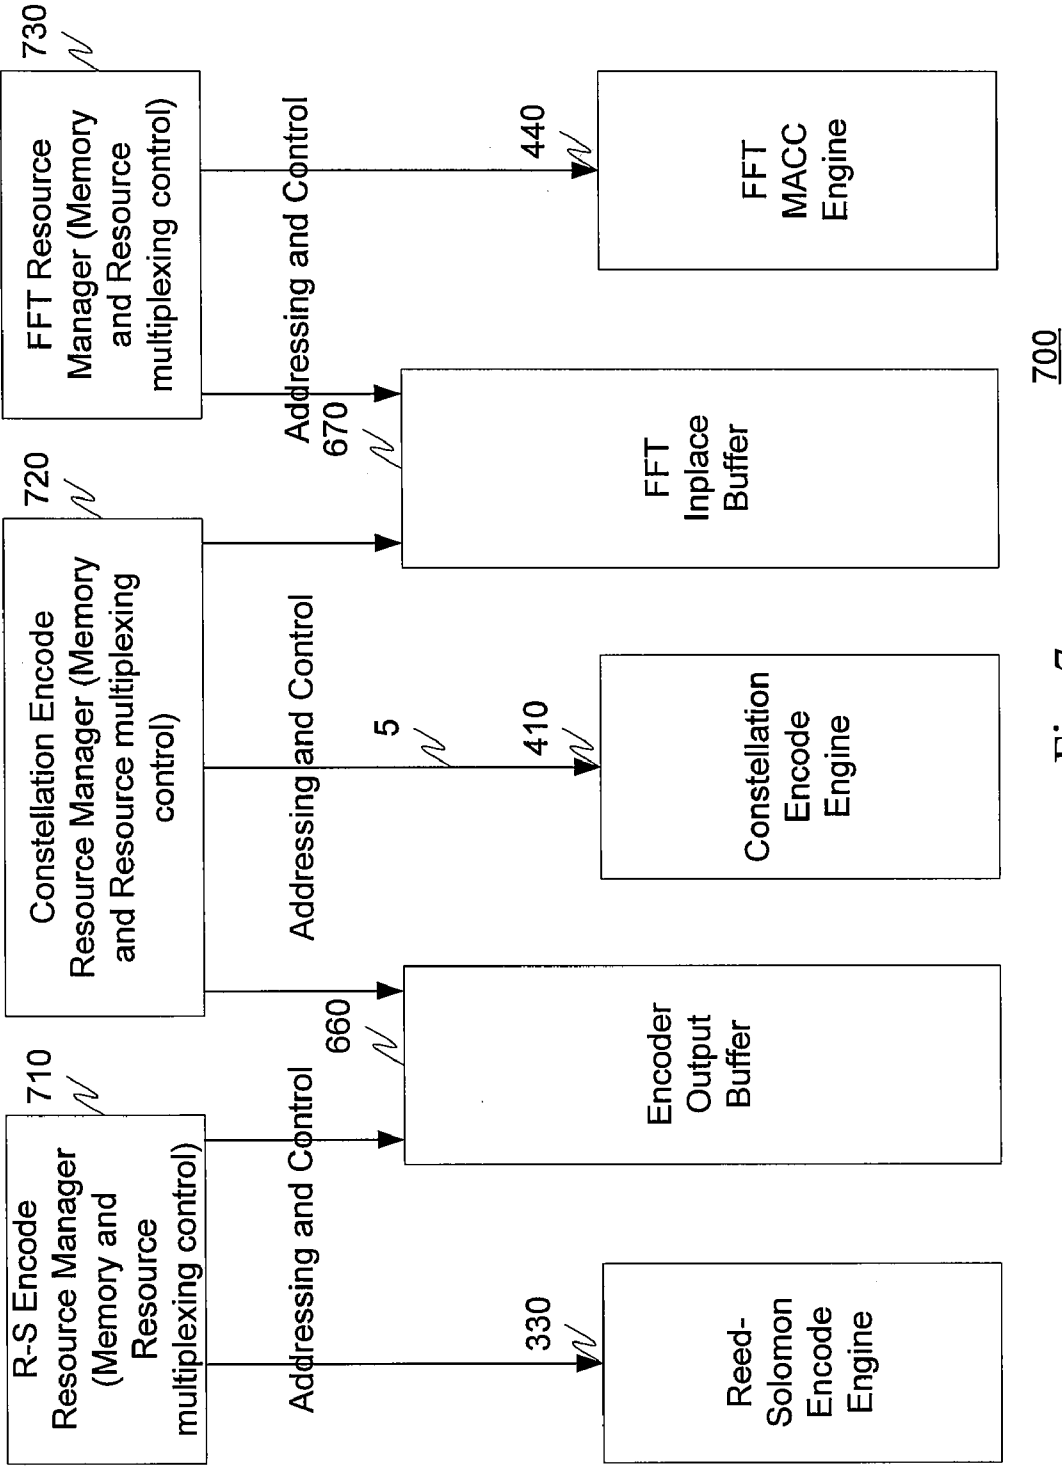 710
R-S Encode
Resource Manager
(Memory and
Resource
multiplexing control)
720
Constellation Encode
Resource Manager (Memory
and Resource multiplexing
control)
730
FFT Resource
Manager (Memory
and Resource
multiplexing control)
Addressing and Control
Addressing and Control
Addressing and Control
660
670
5
330
410
440
Reed-
Solomon
Encode
Engine
Encoder
Output
Buffer
Constellation
Encode
Engine
FFT
Inplace
Buffer
FFT
MACC
Engine
700